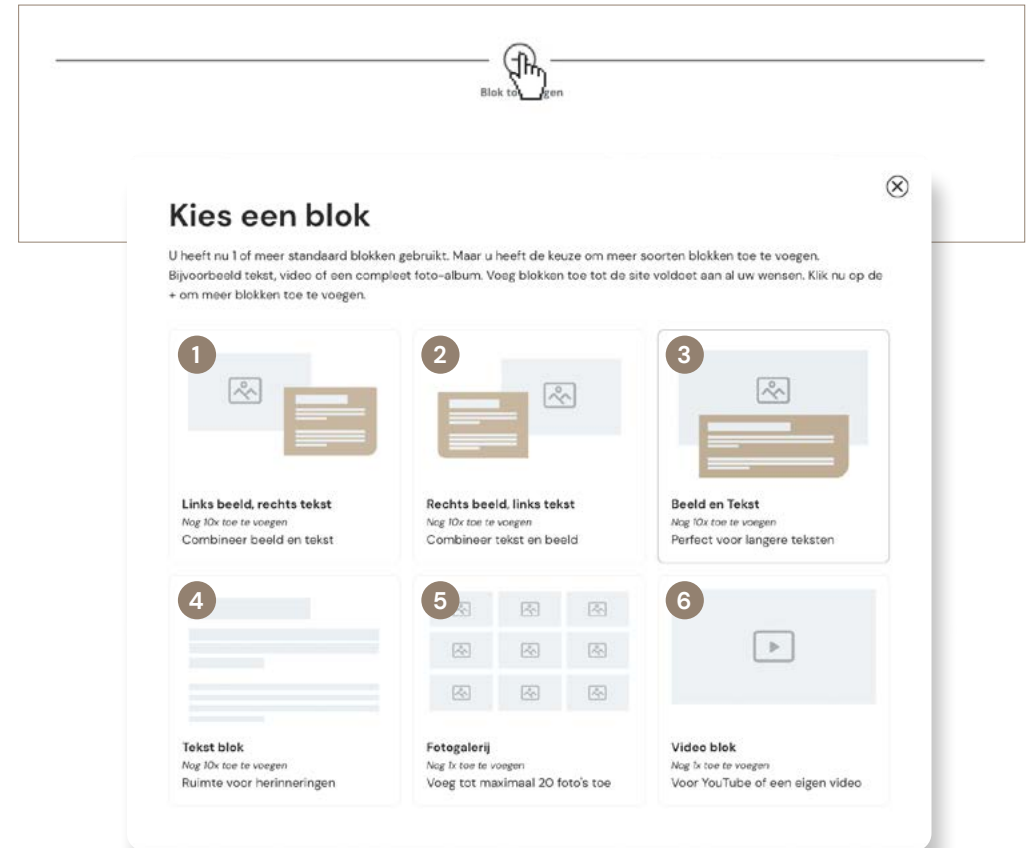 Blok to gen
Kies een blok
U heeft nu 1 of meer standaard blokken gebruikt. Maar u heeft de keuze om meer soorten blokken toe te voegen.
Bijvoorbeeld tekst, video of een compleet foto-album. Voeg blokken toe tot de site voldoet aan al uw wensen. Klik nu op de
+ om meer blokken toe te voegen.
1
2
3
Links beeld, rechts tekst
Nog 10x toe te voegen
Combineer beeld en tekst
Rechts beeld, links tekst
Nog 10x toe te voegen
Combineer tekst en beeld
Beeld en Tekst
Nog 10x toe te voegen
Perfect voor langere teksten
4
5
6
Tekst blok
Nog 10x toe te voegen
Ruimte voor herinneringen
Fotogalerij
Nog 1x toe te voegen
Voeg tot maximaal 20 foto's toe
Video blok
Nog 1x toe te voegen
Voor YouTube of een eigen video